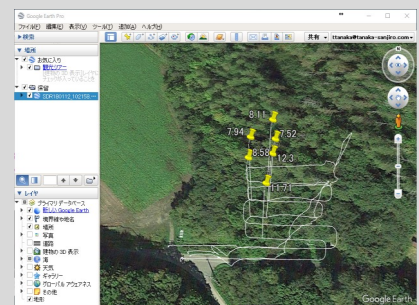 Google Earth Pro
ファイル(F) 編集(E) 表示(V) ツール(T) 追加(A) ヘルプ(H)
▶検索
共有 ▾ ttanaka@tanaka-sanjiro.com ▾
▼ 場所
お気に入り
観光ツアー
保留
▼ レイヤ
プライマリ データベース
新しい Google Earth
境界線や地名
場所
写真
道路
建物の 3D 表示
海
天気
ギャラリー
グローバル アウェアネス
その他
地形
8.11
7.94
7.52
8.58
12.3
11.71
Google Earth